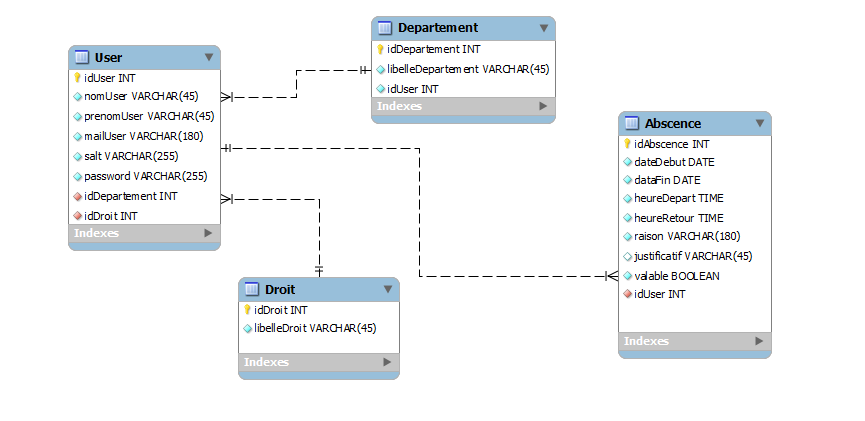 User
idUser INT
nomUser VARCHAR(45)
prenomUser VARCHAR(45)
mailUser VARCHAR(180)
salt VARCHAR(255)
password VARCHAR(255)
idDepartement INT
idDroit INT
Indexes
Departement
idDepartement INT
libelleDepartement VARCHAR(45)
idUser INT
Indexes
Droit
idDroit INT
libelleDroit VARCHAR(45)
Indexes
Abscence
idAbscence INT
dateDebut DATE
dataFin DATE
heureDepart TIME
heureRetour TIME
raison VARCHAR(180)
justificatif VARCHAR(45)
valable BOOLEAN
idUser INT
Indexes